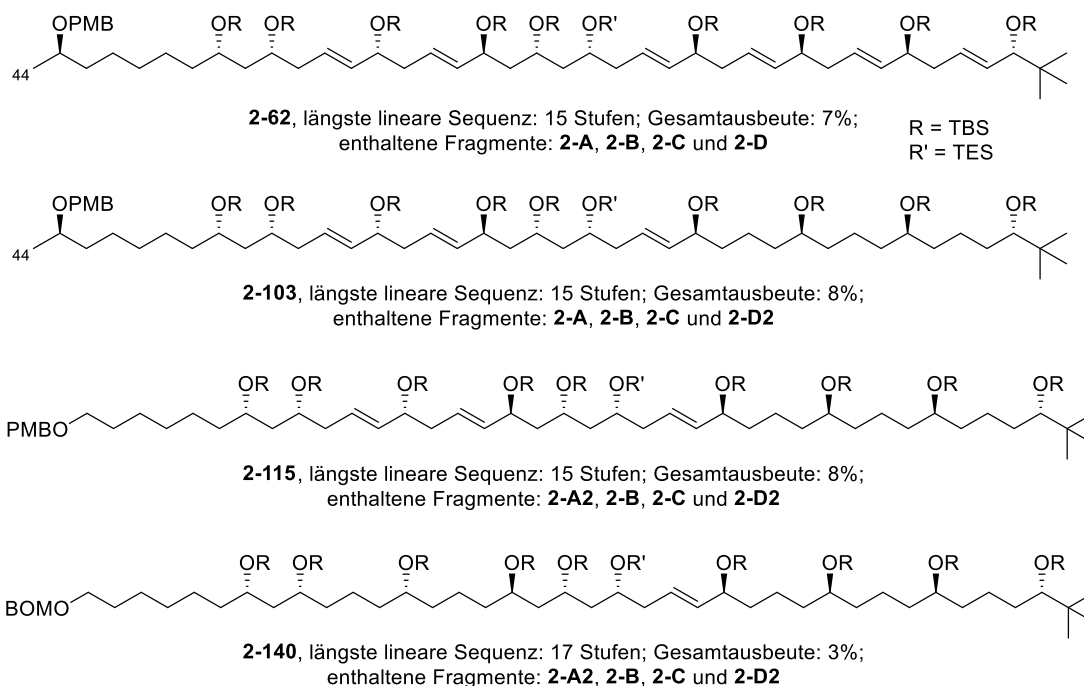 OPMB OR OR OR OR OR OR' OR OR OR OR
44
2-62, längste lineare Sequenz: 15 Stufen; Gesamtausbeute: 7%;
enthaltene Fragmente: 2-A, 2-B, 2-C und 2-D
R = TBS
R' = TES
OPMB OR OR OR OR OR OR' OR OR OR OR
44
2-103, längste lineare Sequenz: 15 Stufen; Gesamtausbeute: 8%;
enthaltene Fragmente: 2-A, 2-B, 2-C und 2-D2
OR OR OR OR OR OR' OR OR OR OR
PMBO
2-115, längste lineare Sequenz: 15 Stufen; Gesamtausbeute: 8%;
enthaltene Fragmente: 2-A2, 2-B, 2-C und 2-D2
OR OR OR OR OR OR' OR OR OR OR
BOMO
2-140, längste lineare Sequenz: 17 Stufen; Gesamtausbeute: 3%;
enthaltene Fragmente: 2-A2, 2-B, 2-C und 2-D2